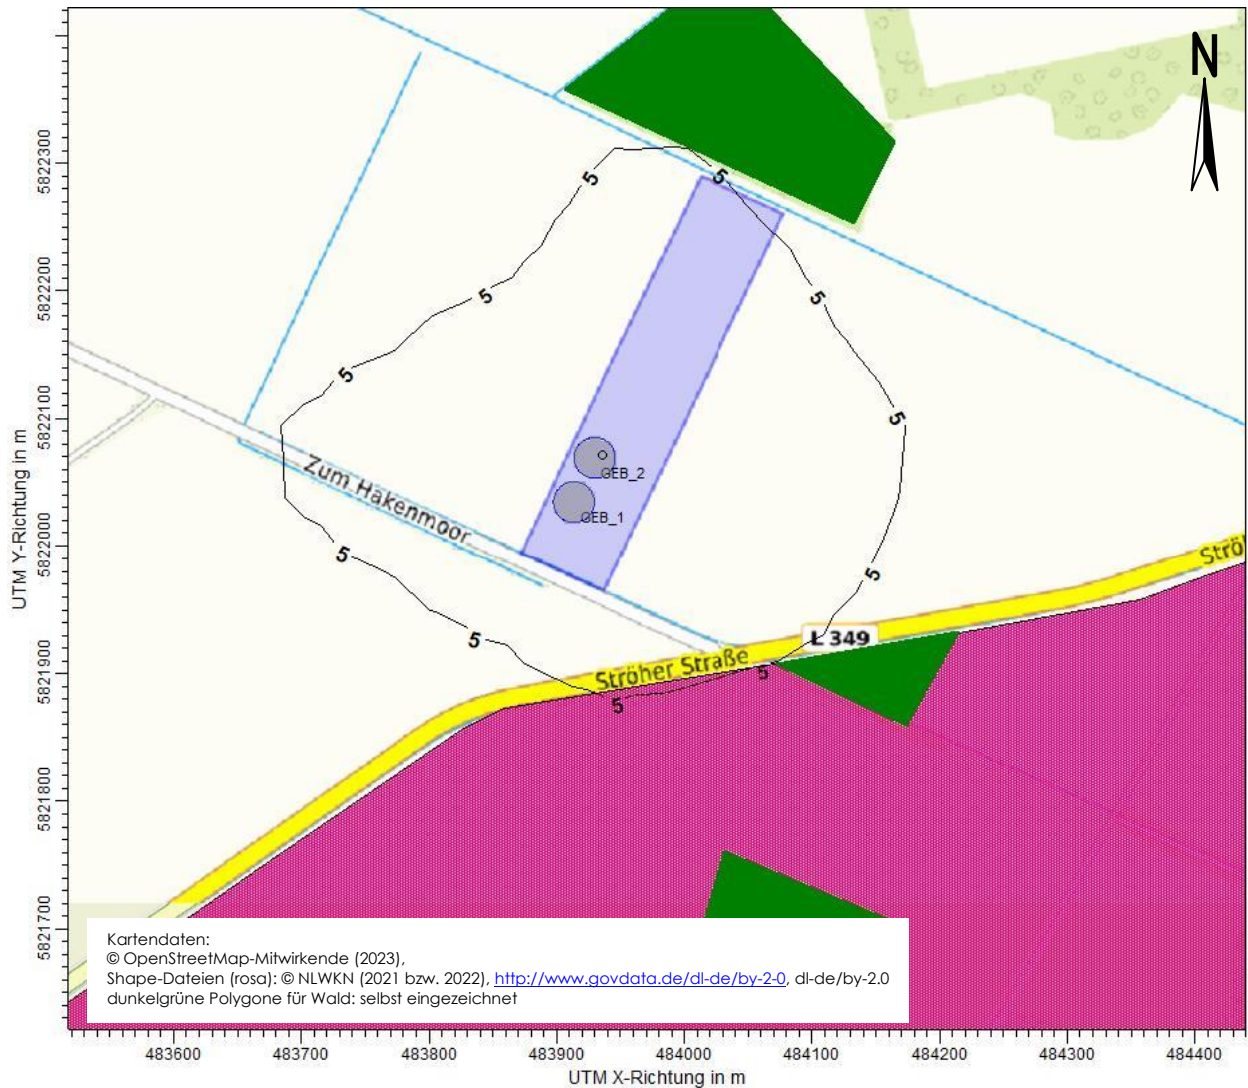 N
5
5
5
5
5
5
5
5
5
5
5
5822300
5822200
5822100
5822000
5821900
5821800
5821700
UTM Y-Richtung in m
GEB_2
GEB_1
Zum Hakenmoor
Strö
L 349
Ströher Straße
Kartendaten:
© OpenStreetMap-Mitwirkende (2023),
Shape-Dateien (rosa): © NLWKN (2021 bzw. 2022), http://www.govdata.de/dl-de/by-2-0, dl-de/by-2.0
dunkelgrüne Polygone für Wald: selbst eingezeichnet
483600 483700 483800 483900 484000 484100 484200 484300 484400
UTM X-Richtung in m